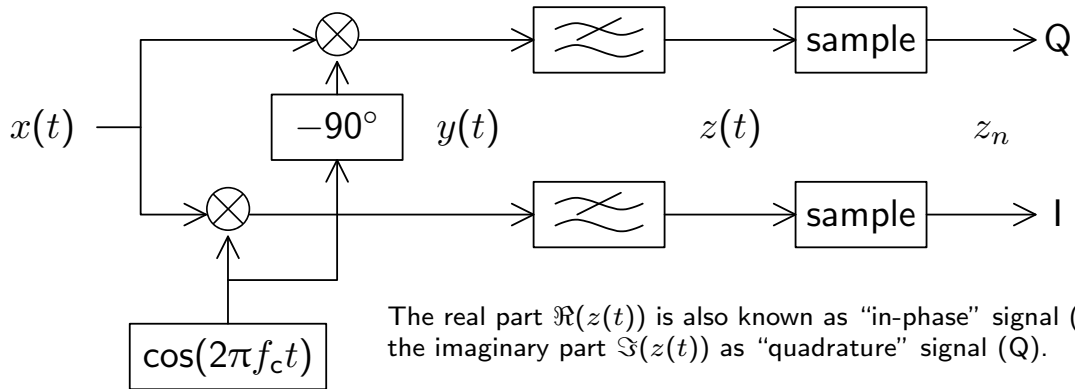 sample
Q
−90°
x(t)
y(t)
z(t)
zₙ
sample
I
cos(2πf_c t)
The real part ℜ(z(t)) is also known as “in-phase” signal (
the imaginary part ℑ(z(t)) as “quadrature” signal (Q).